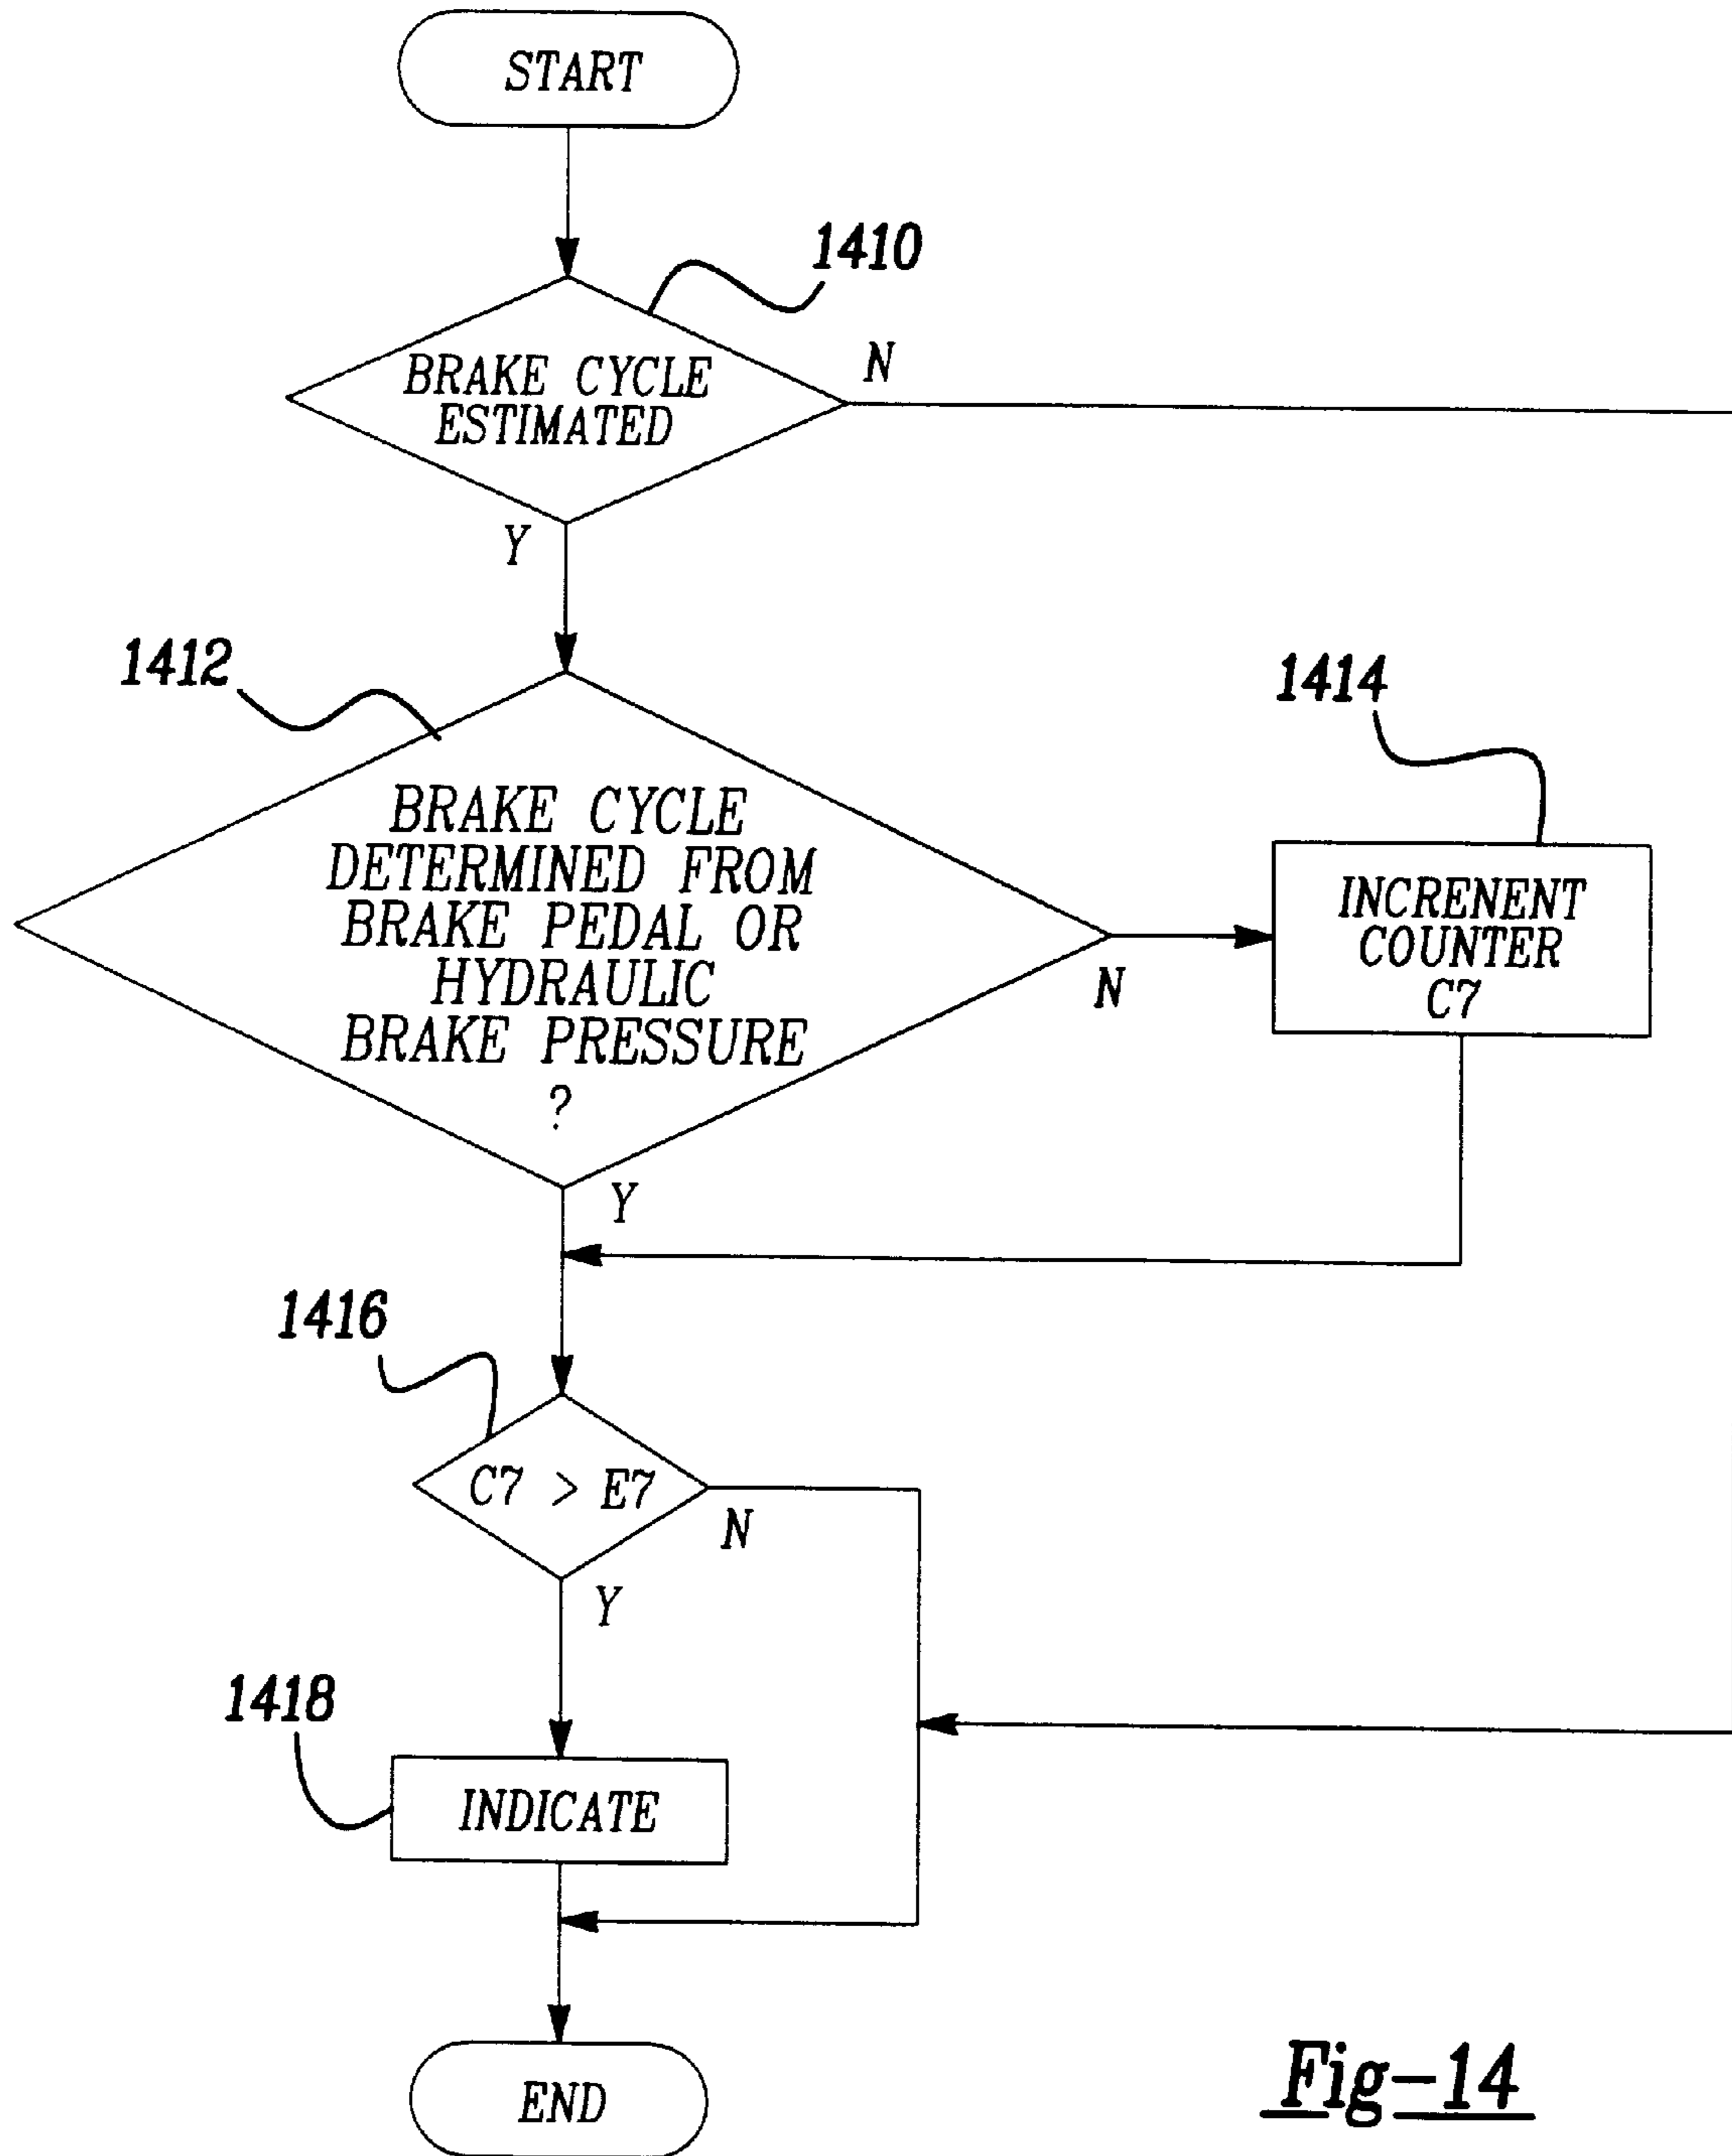 START
1410
BRAKE CYCLE
ESTIMATED
N
Y
1412
BRAKE CYCLE
DETERMINED FROM
BRAKE PEDAL OR
HYDRAULIC
BRAKE PRESSURE
?
N
1414
INCRENENT
COUNTER
C7
Y
1416
C7 > E7
N
Y
1418
INDICATE
END
Fig-14